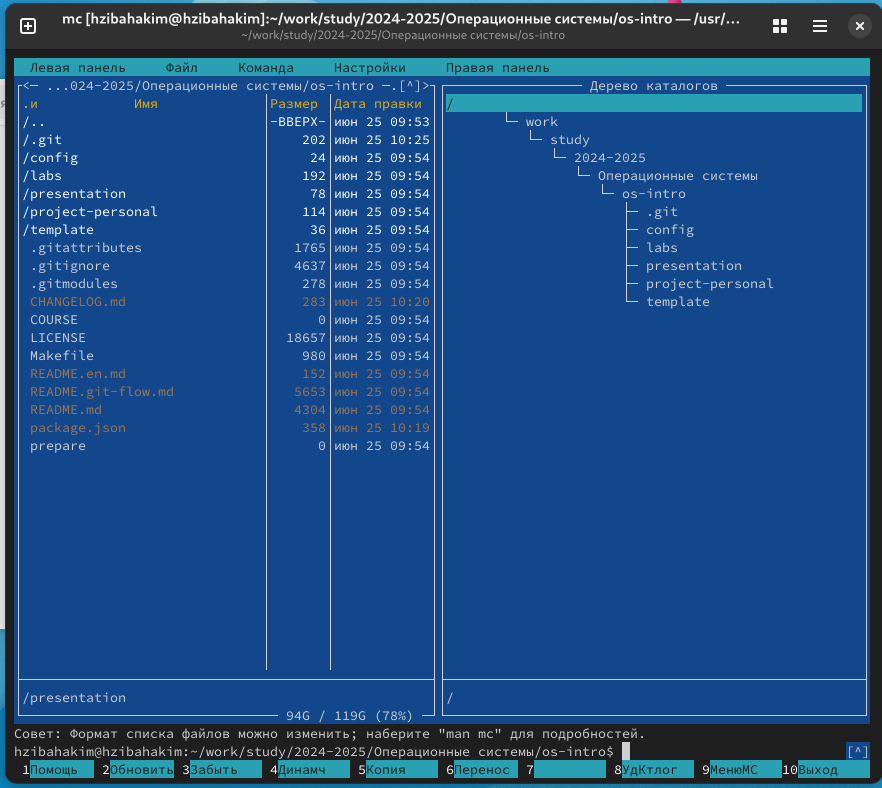 mc [hzibahakim@hzibahakim]:~/work/study/2024-2025/Операционные системы/os-intro — /usr/...
~/work/study/2024-2025/Операционные системы/os-intro
Левая панель Файл Команда Настройки Правая панель
<— ...024-2025/Операционные системы/os-intro —.[^]>
.и Имя Размер Дата правки
/.. -ВВЕРХ- июн 25 09:53
/.git 202 июн 25 10:25
/config 24 июн 25 09:54
/labs 192 июн 25 09:54
/presentation 78 июн 25 09:54
/project-personal 114 июн 25 09:54
/template 36 июн 25 09:54
.gitattributes 1765 июн 25 09:54
.gitignore 4637 июн 25 09:54
.gitmodules 278 июн 25 09:54
CHANGELOG.md 283 июн 25 10:20
COURSE 0 июн 25 09:54
LICENSE 18657 июн 25 09:54
Makefile 980 июн 25 09:54
README.en.md 152 июн 25 09:54
README.git-flow.md 5653 июн 25 09:54
README.md 4304 июн 25 09:54
package.json 358 июн 25 10:19
prepare 0 июн 25 09:54
/presentation
94G / 119G (78%)
Дерево каталогов
/
work
study
2024-2025
Операционные системы
os-intro
.git
config
labs
presentation
project-personal
template
/
Совет: Формат списка файлов можно изменить; наберите "man mc" для подробностей.
hzibahakim@hzibahakim:~/work/study/2024-2025/Операционные системы/os-intro$ [^]
1Помощь 2Обновить 3Забыть 4Динамч 5Копия 6Перенос 7 8УдКтлог 9МенюMC 10Выход